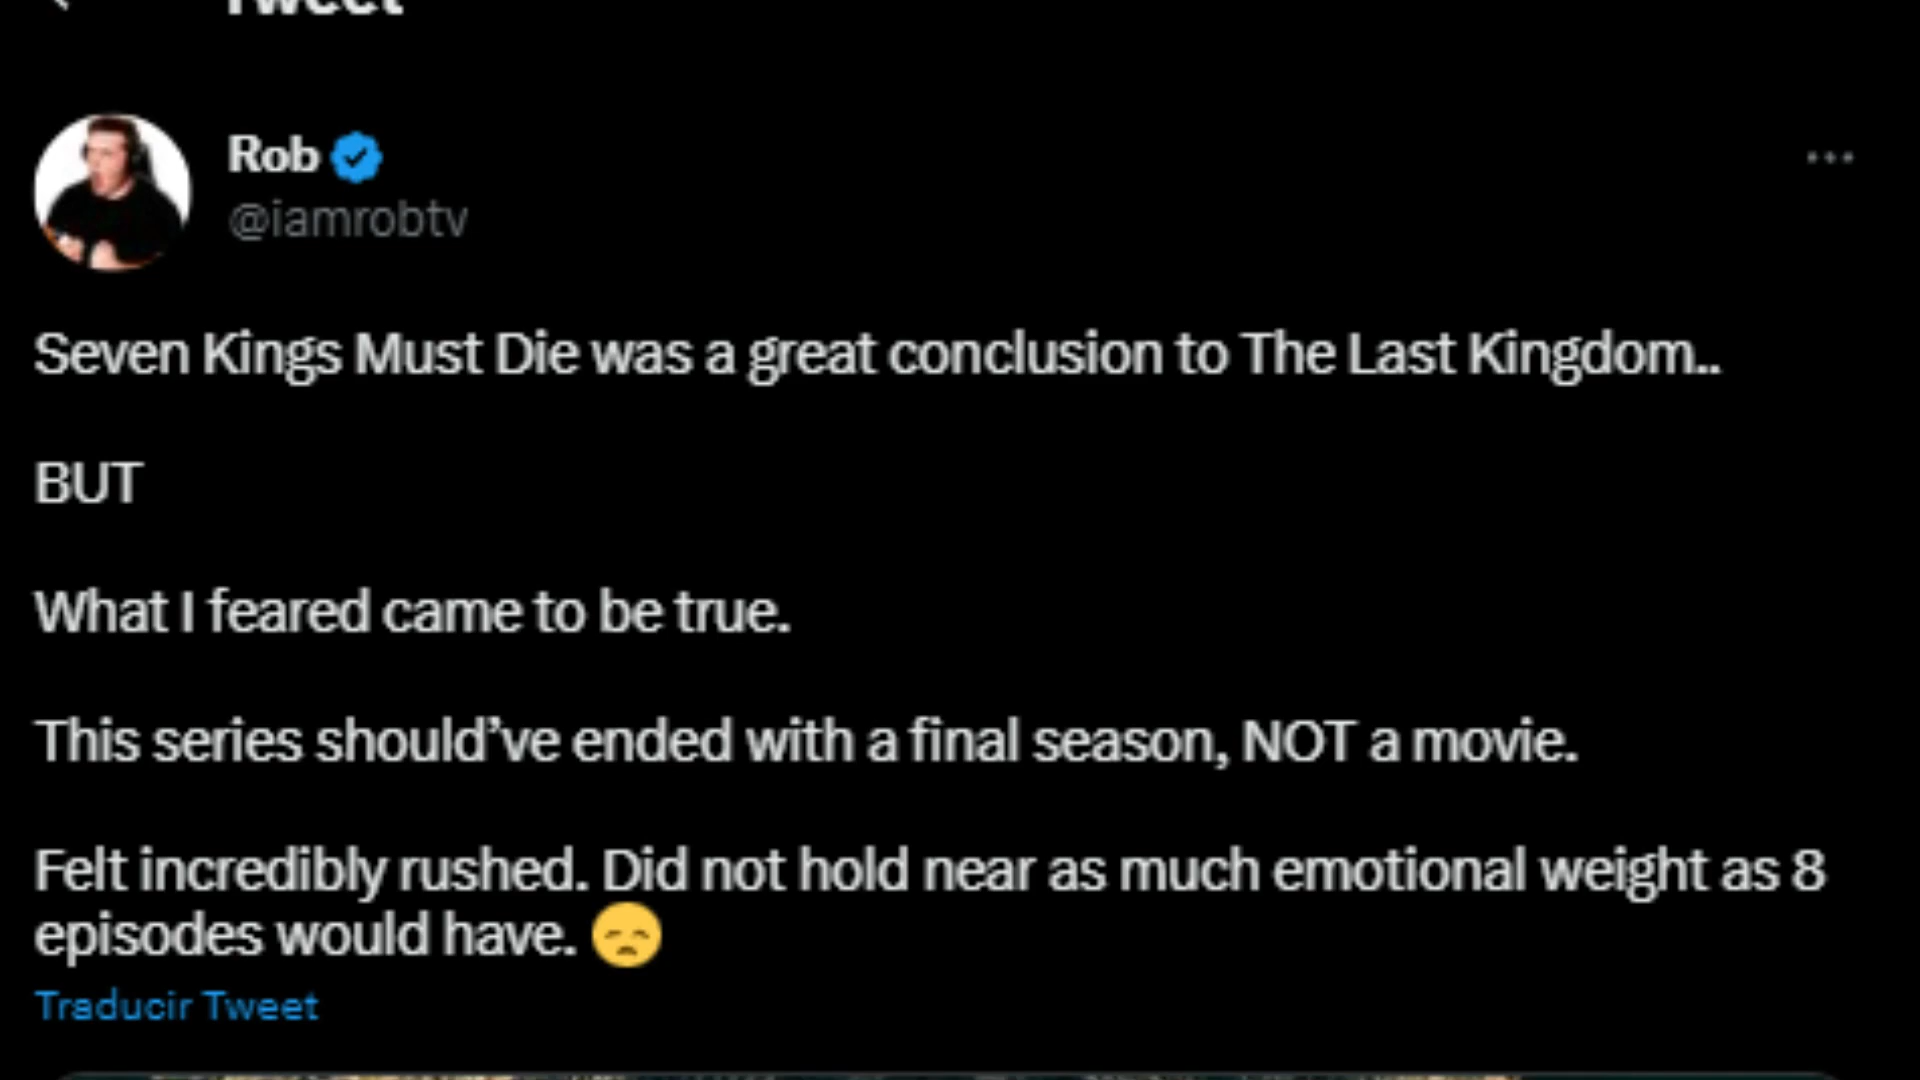 Tweet
Rob
@iamrobtv
Seven Kings Must Die was a great conclusion to The Last Kingdom..
BUT
What I feared came to be true.
This series should’ve ended with a final season, NOT a movie.
Felt incredibly rushed. Did not hold near as much emotional weight as 8
episodes would have. 😞
Traducir Tweet